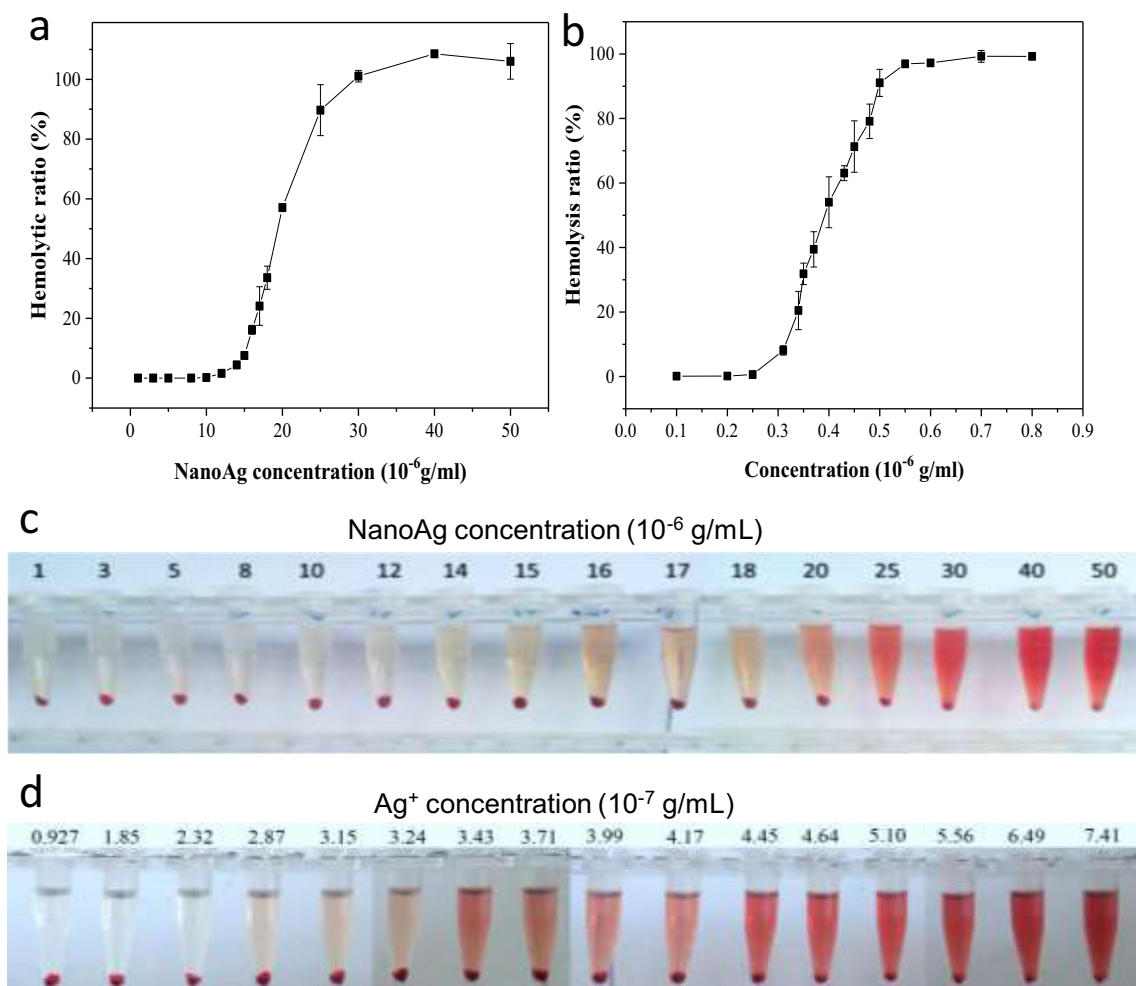 a
Hemolytic ratio (%)
100
80
60
40
20
0
0 10 20 30 40 50
NanoAg concentration (10⁻⁶g/ml)
b
Hemolysis ratio (%)
100
80
60
40
20
0
0.0 0.1 0.2 0.3 0.4 0.5 0.6 0.7 0.8 0.9
Concentration (10⁻⁶ g/ml)
c
NanoAg concentration (10⁻⁶ g/mL)
1 3 5 8 10 12 14 15 16 17 18 20 25 30 40 50
d
Ag⁺ concentration (10⁻⁷ g/mL)
0.927 1.85 2.32 2.87 3.15 3.24 3.43 3.71 3.99 4.17 4.45 4.64 5.10 5.56 6.49 7.41